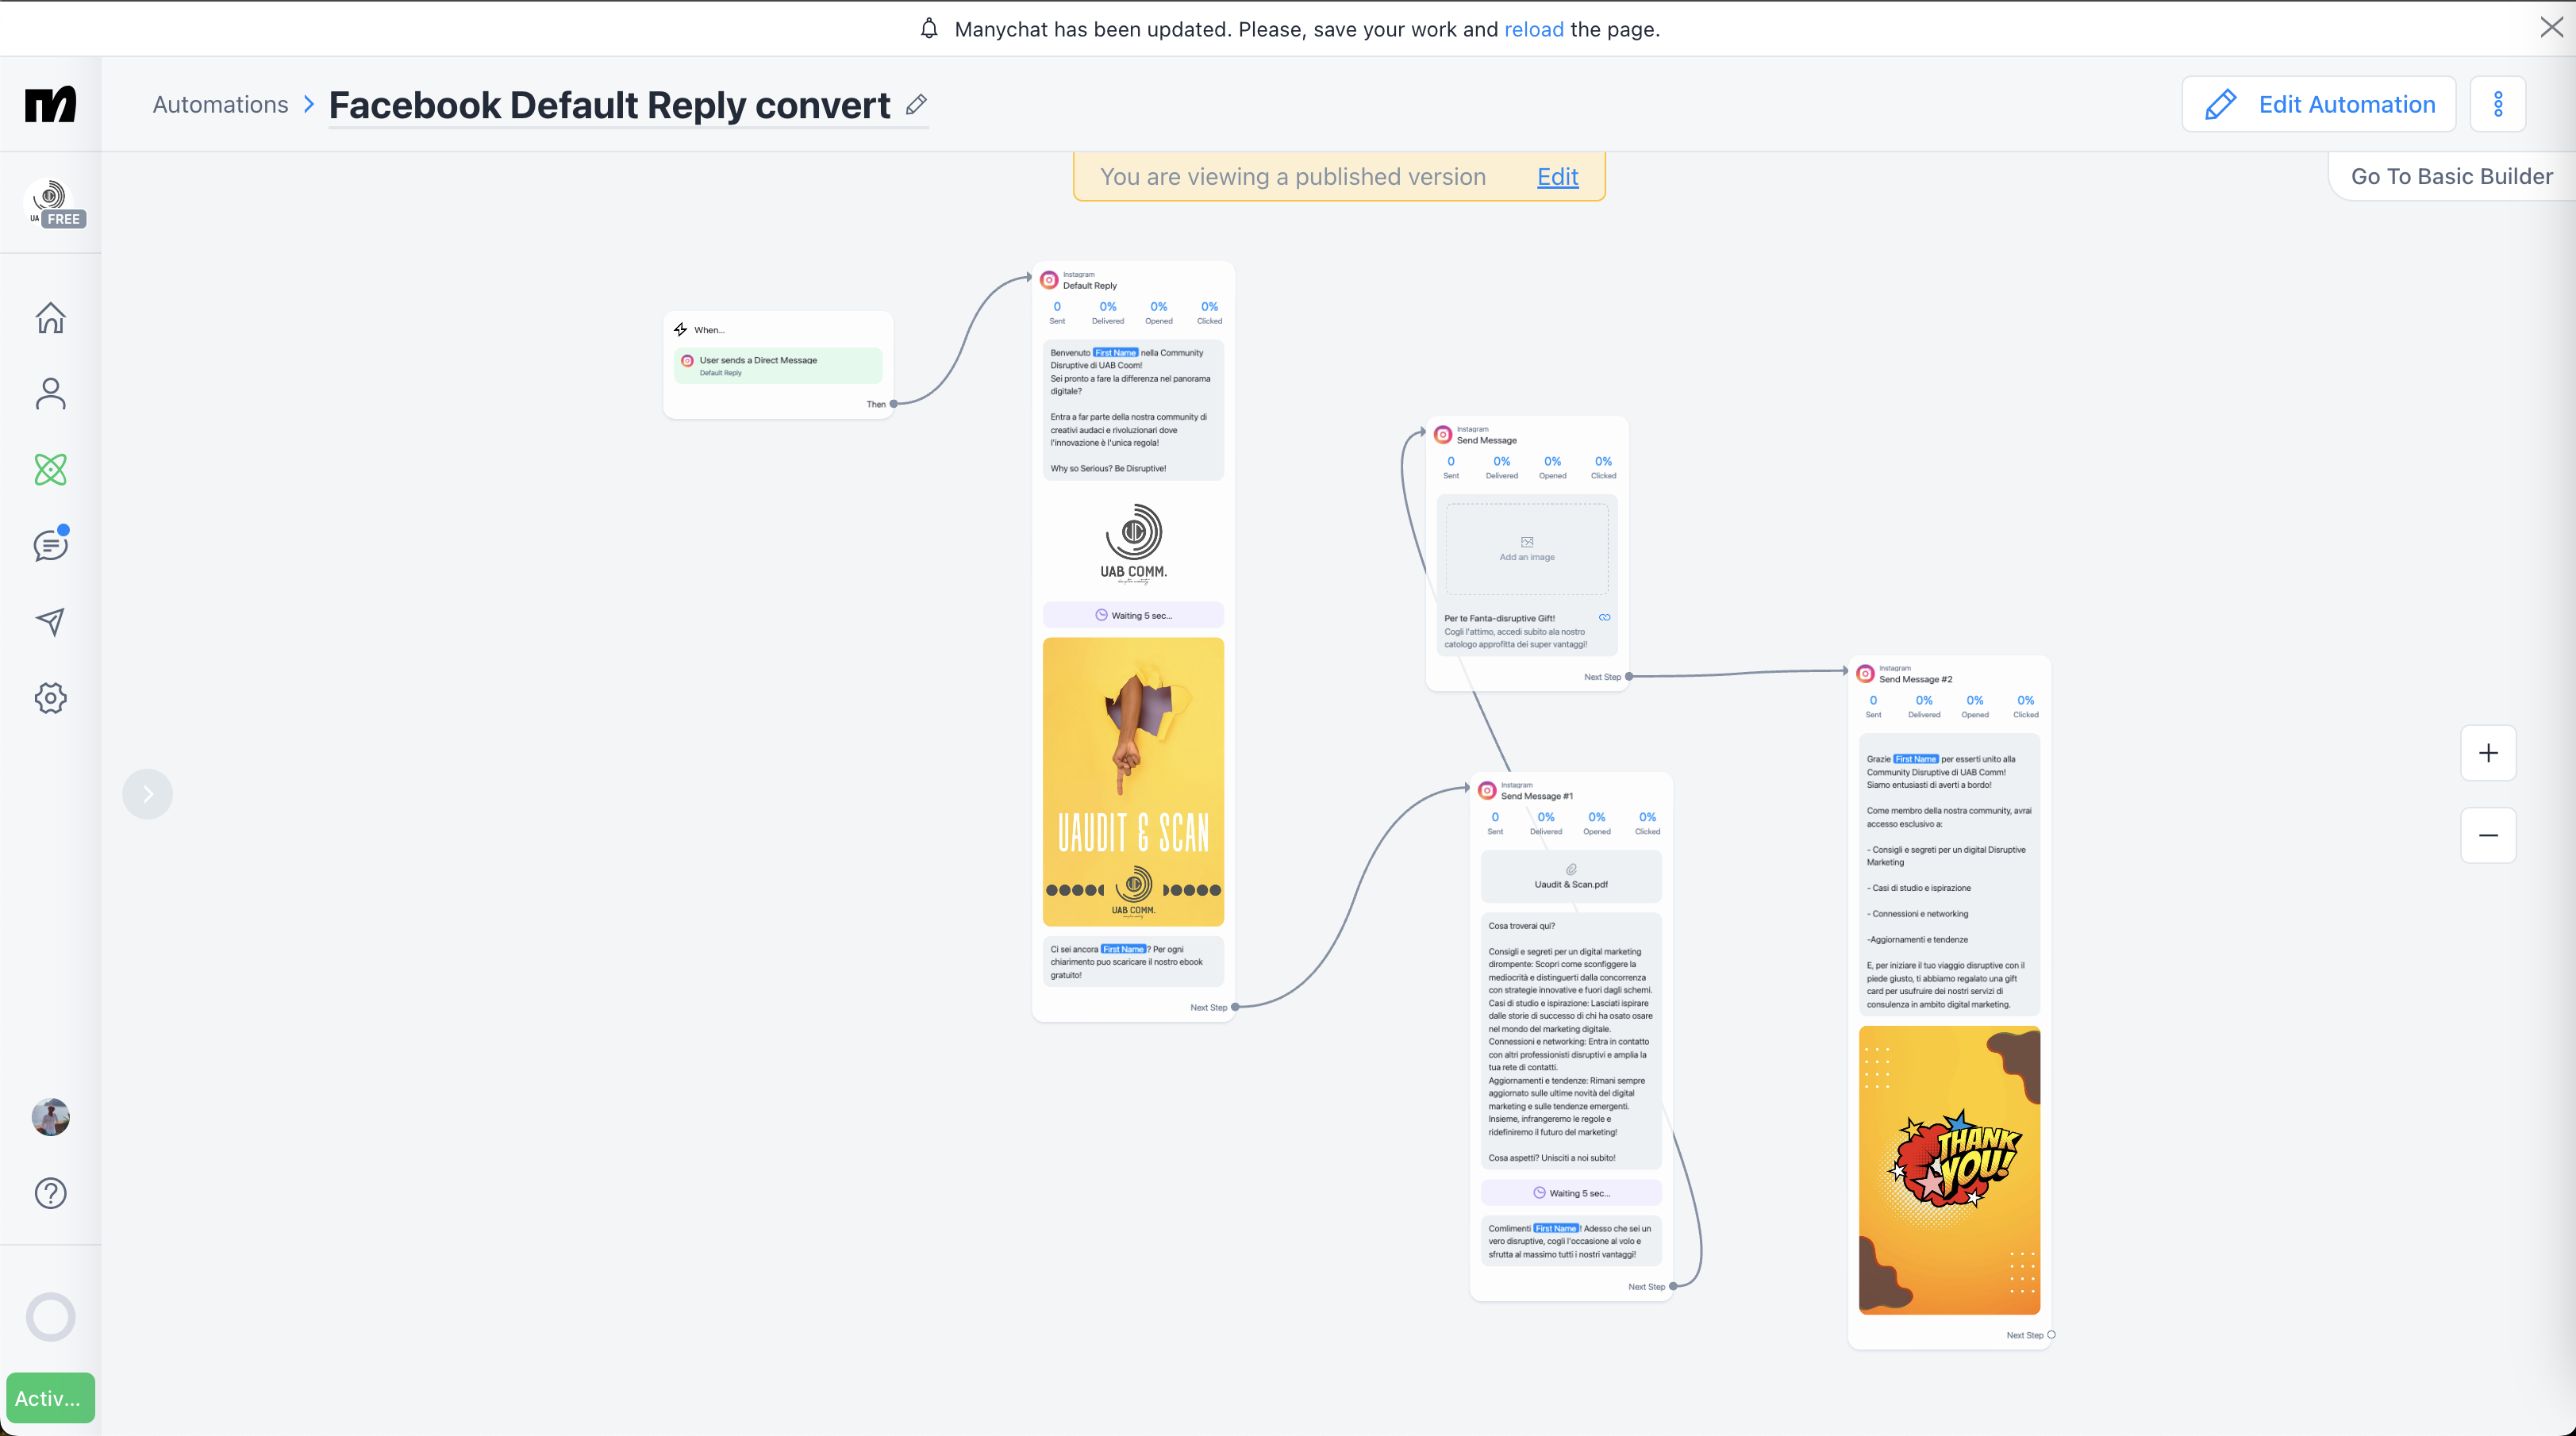 Manychat has been updated. Please, save your work and reload the page.
Automations
Facebook Default Reply convert
Edit Automation
You are viewing a published version Edit
Go To Basic Builder
FREE
When...
User sends a Direct Message
Default Reply
Then
Instagram
Default Reply
0 0% 0% 0%
Sent Delivered Opened Clicked
Benvenuto First Name nella Community
Disruptive di UAB Coom!
Sei pronto a fare la differenza nel panorama
digitale?
Entra a far parte della nostra community di
creativi audaci e rivoluzionari dove
l'innovazione è l'unica regola!
Why so Serious? Be Disruptive!
UAB COMM.
Waiting 5 sec...
UAUDIT & SCAN
UAB COMM.
Ci sei ancora First Name? Per ogni
chiarimento puo scaricare il nostro ebook
gratuito!
Next Step
Instagram
Send Message
0 0% 0% 0%
Sent Delivered Opened Clicked
Add an image
Per te Fanta-disruptive Gift!
Cogli l'attimo, accedi subito ala nostro
catologo approfitta dei super vantaggi!
Next Step
Instagram
Send Message #1
0 0% 0% 0%
Sent Delivered Opened Clicked
Uaudit & Scan.pdf
Cosa troverai qui?
Consigli e segreti per un digital marketing
dirompente: Scopri come sconfiggere la
mediocrità e distinguerti dalla concorrenza
con strategie innovative e fuori dagli schemi.
Casi di studio e ispirazione: Lasciati ispirare
dalle storie di successo di chi ha osato osare
nel mondo del marketing digitale.
Connessioni e networking: Entra in contatto
con altri professionisti disruptivi e amplia la
tua rete di contatti.
Aggiornamenti e tendenze: Rimani sempre
aggiornato sulle ultime novità del digital
marketing e sulle tendenze emergenti.
Insieme, infrangeremo le regole e
ridefiniremo il futuro del marketing!
Cosa aspetti? Unisciti a noi subito!
Waiting 5 sec...
Comlimenti First Name! Adesso che sei un
vero disruptive, cogli l'occasione al volo e
sfrutta al massimo tutti i nostri vantaggi!
Next Step
Instagram
Send Message #2
0 0% 0% 0%
Sent Delivered Opened Clicked
Grazie First Name per esserti unito alla
Community Disruptive di UAB Comm!
Siamo entusiasti di averti a bordo!
Come membro della nostra community, avrai
accesso esclusivo a:
- Consigli e segreti per un digital Disruptive
Marketing
- Casi di studio e ispirazione
- Connessioni e networking
-Aggiornamenti e tendenze
E, per iniziare il tuo viaggio disruptive con il
piede giusto, ti abbiamo regalato una gift
card per usufruire dei nostri servizi di
consulenza in ambito digital marketing.
THANK
YOU!
Next Step
Activ...